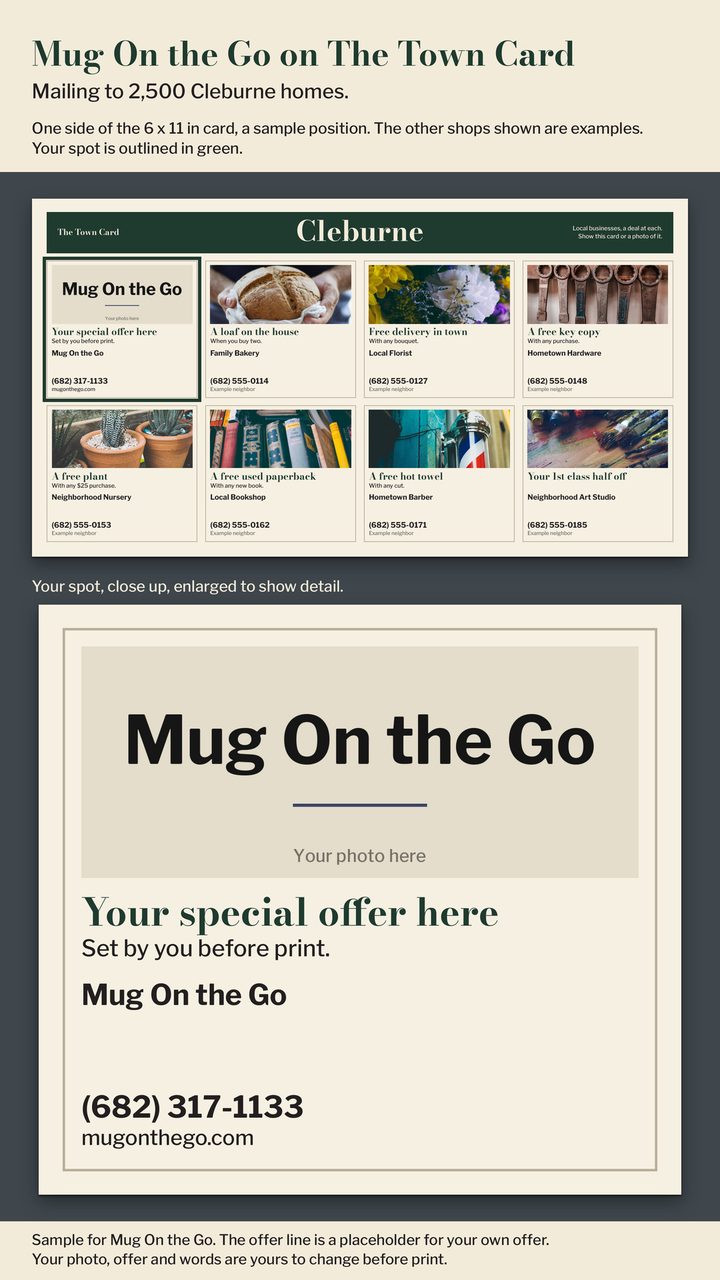 Mug On the Go on The Town Card
Mailing to 2,500 Cleburne homes.
One side of the 6 x 11 in card, a sample position. The other shops shown are examples.
Your spot is outlined in green.
The Town Card
Cleburne
Local businesses, a deal at each.
Show this card or a photo of it.
Mug On the Go
Your photo here
Your special offer here
Set by you before print.
Mug On the Go
(682) 317-1133
mugonthego.com
A loaf on the house
When you buy two.
Family Bakery
(682) 555-0114
Example neighbor
Free delivery in town
With any bouquet.
Local Florist
(682) 555-0127
Example neighbor
A free key copy
With any purchase.
Hometown Hardware
(682) 555-0148
Example neighbor
A free plant
With any $25 purchase.
Neighborhood Nursery
(682) 555-0153
Example neighbor
A free used paperback
With any new book.
Local Bookshop
(682) 555-0162
Example neighbor
A free hot towel
With any cut.
Hometown Barber
(682) 555-0171
Example neighbor
Your 1st class half off
Neighborhood Art Studio
(682) 555-0185
Example neighbor
Your spot, close up, enlarged to show detail.
Mug On the Go
Your photo here
Your special offer here
Set by you before print.
Mug On the Go
(682) 317-1133
mugonthego.com
Sample for Mug On the Go. The offer line is a placeholder for your own offer.
Your photo, offer and words are yours to change before print.